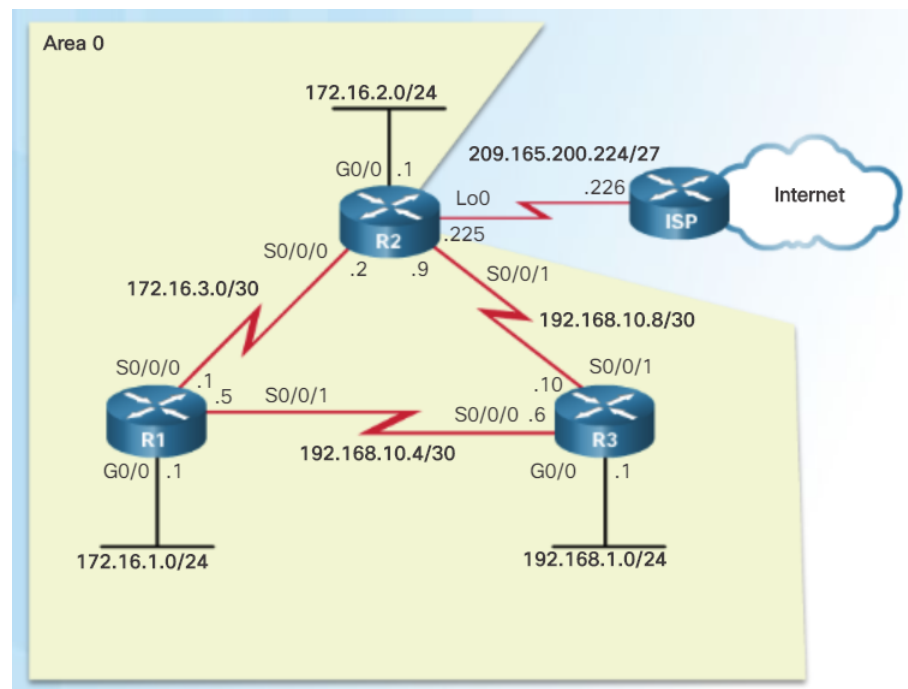 Area 0
172.16.2.0/24
209.165.200.224/27
G0/0 .1
Lo0
.226
Internet
ISP
R2
.225
S0/0/0
.2
.9
S0/0/1
172.16.3.0/30
192.168.10.8/30
S0/0/0
.1
S0/0/1
.5
S0/0/1
.10
S0/0/0 .6
R1
R3
192.168.10.4/30
G0/0 .1
G0/0 .1
172.16.1.0/24
192.168.1.0/24